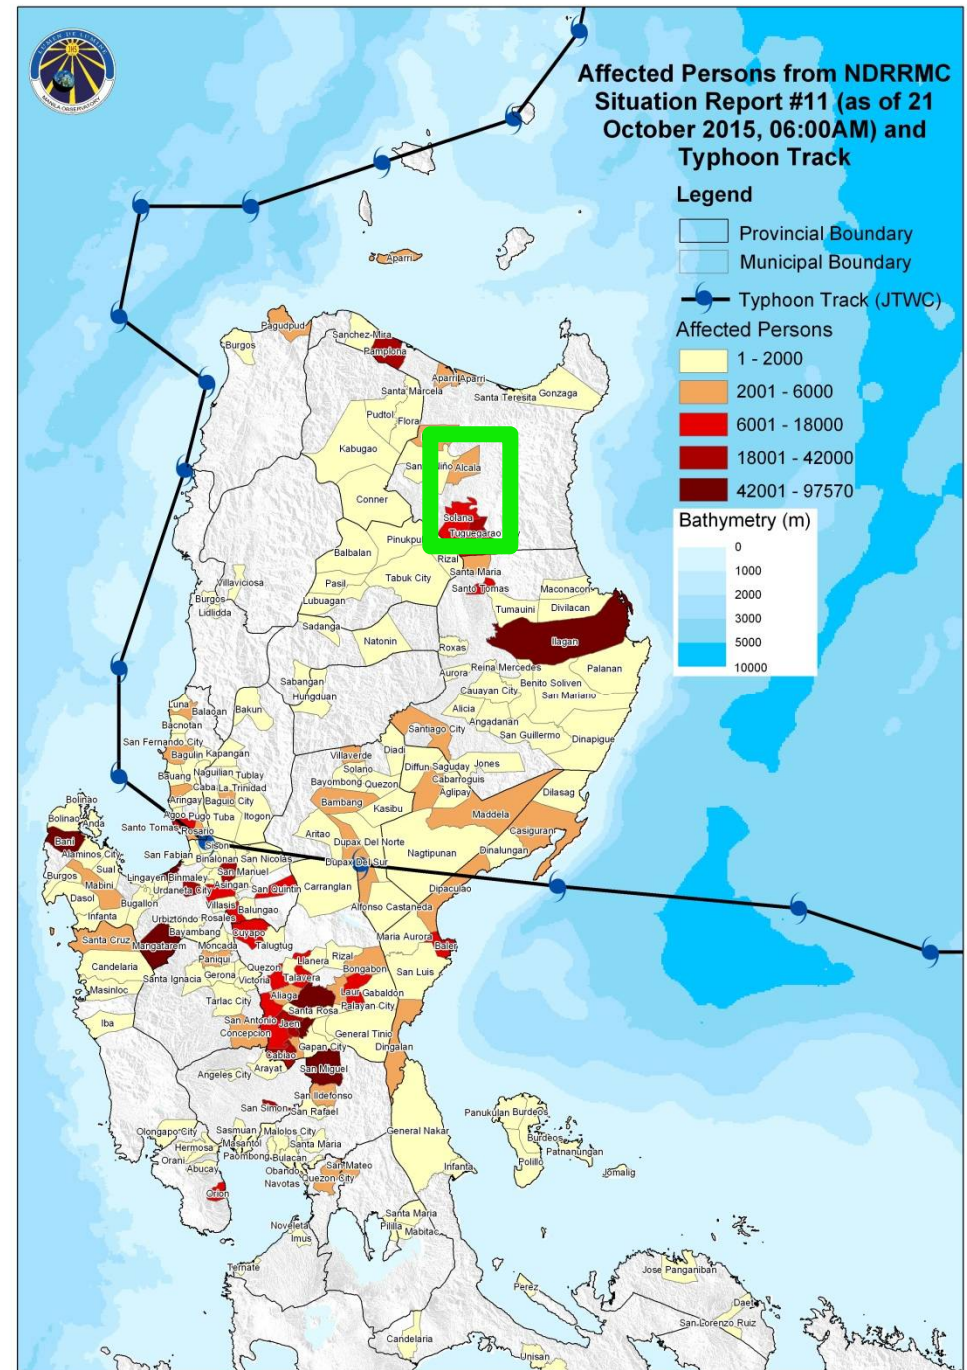 LUMEN DE LUMINE
IHS
MANILA OBSERVATORY
Affected Persons from NDRRMC
Situation Report #11 (as of 21
October 2015, 06:00AM) and
Typhoon Track
Legend
Provincial Boundary
Municipal Boundary
Typhoon Track (JTWC)
Affected Persons
1 - 2000
2001 - 6000
6001 - 18000
18001 - 42000
42001 - 97570
Bathymetry (m)
0
1000
2000
3000
5000
10000
Aparri
Pagudpud
Burgos
Sanchez-Mira
Pamplona
Aparri Aparri
Santa Marcela
Santa Teresita
Gonzaga
Pudtol
Flora
Kabugao
Alcala
Conner
Solana
Tuguegarao
Pinukpuk
Balbalan
Rizal
Santa Maria
Tabuk City
Pasil
Lubuagan
Santo Tomas
Maconacon
Villaviciosa
Burgos
Lidlidda
Tumauini
Divilacan
Sadanga
Natonin
Ilagan
Roxas
Palanan
Aurora
Reina Mercedes
Benito Soliven
Sabangan
Hungduan
Cauayan City
San Mariano
Luna
Balaoan
Bakun
Alicia
Bacnotan
Angadanan
San Guillermo
Dinapigue
Santiago City
San Fernando City
Bagulin
Kapangan
Villaverde
Diadi
Solano
Diffun
Saguday
Jones
Bauang
Naguilian
Tublay
Bayombong
Quezon
Cabarroguis
Caba
La Trinidad
Aglipay
Dilasag
Aringay
Baguio City
Bambang
Kasibu
Maddela
Bolinao
Bolinao
Anda
Agoo
Pugo
Tuba
Itogon
Santo Tomas
Rosario
Aritao
Casiguran
Bani
Sison
Dupax Del Norte
Dinalungan
Alaminos City
San Fabian
Binalonan
San Nicolas
Dupax Del Sur
Nagtipunan
Burgos
Sual
Lingayen
Binmaley
San Manuel
Mabini
Urdaneta City
Asingan
San Quintin
Carranglan
Dipaculao
Dasol
Bugallon
Villasis
Balungao
Alfonso Castaneda
Infanta
Urbiztondo
Rosales
Bayambang
Cuyapo
Maria Aurora
Santa Cruz
Mangatarem
Moncada
Talugtug
Baler
Paniqui
Llanera
Rizal
Candelaria
Quezon
Bongabon
San Luis
Santa Ignacia
Gerona
Victoria
Talavera
Masinloc
Aliaga
Laur
Gabaldon
Tarlac City
Santa Rosa
Palayan City
Iba
San Antonio
Jaen
Concepcion
General Tinio
Cabiao
Gapan City
Dingalan
Angeles City
Arayat
San Miguel
San Ildefonso
San Simon
San Rafael
Olongapo City
Sasmuan
Malolos City
General Nakar
Panukulan
Burdeos
Hermosa
Masantol
Santa Maria
Burdeos
Orani
Paombong
Bulacan
Patnanungan
Abucay
Obando
San Mateo
Infanta
Polillo
Jomalig
Navotas
Quezon City
Orion
Santa Maria
Noveleta
Pililla
Mabitac
Imus
Ternate
Jose Panganiban
Perez
Daet
San Lorenzo Ruiz
Candelaria
Unisan